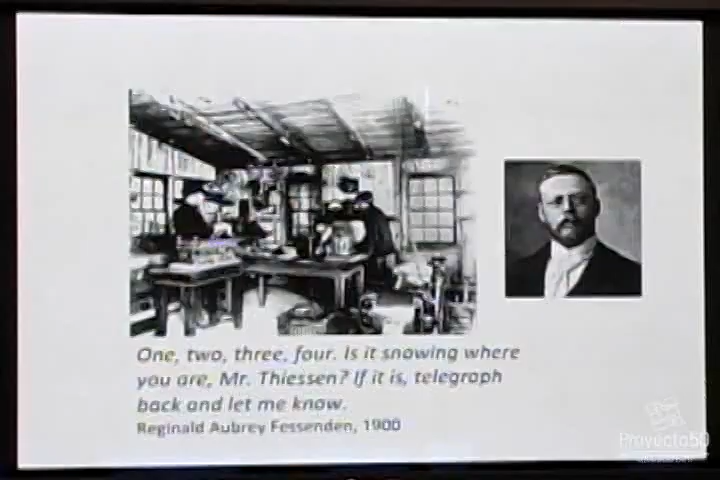 One, two, three, four. Is it snowing where
you are, Mr. Thiessen? If it is, telegraph
back and let me know.
Reginald Aubrey Fessenden, 1900
Proyecto50